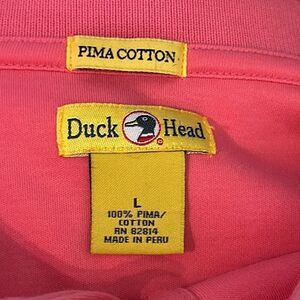 PIMA COTTON
Duck Head
L
100% PIMA/
COTTON
RN 82814
MADE IN PERU